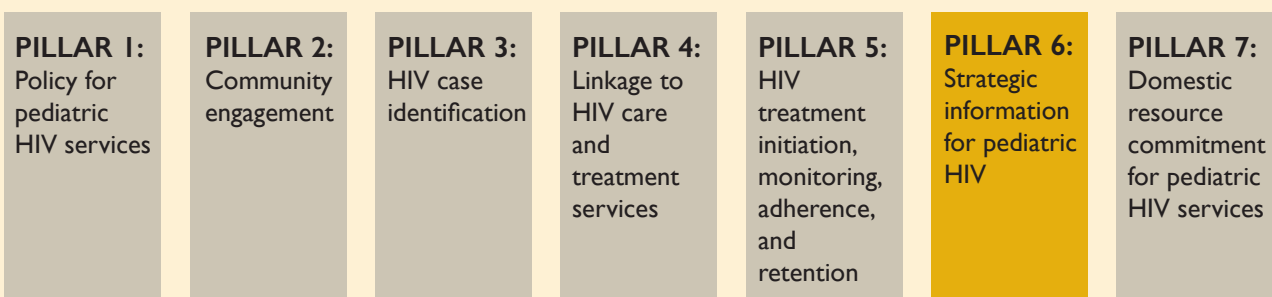 PILLAR 1:
Policy for
pediatric
HIV services
PILLAR 2:
Community
engagement
PILLAR 3:
HIV case
identification
PILLAR 4:
Linkage to
HIV care
and
treatment
services
PILLAR 5:
HIV
treatment
initiation,
monitoring,
adherence,
and
retention
PILLAR 6:
Strategic
information
for pediatric
HIV
PILLAR 7:
Domestic
resource
commitment
for pediatric
HIV services